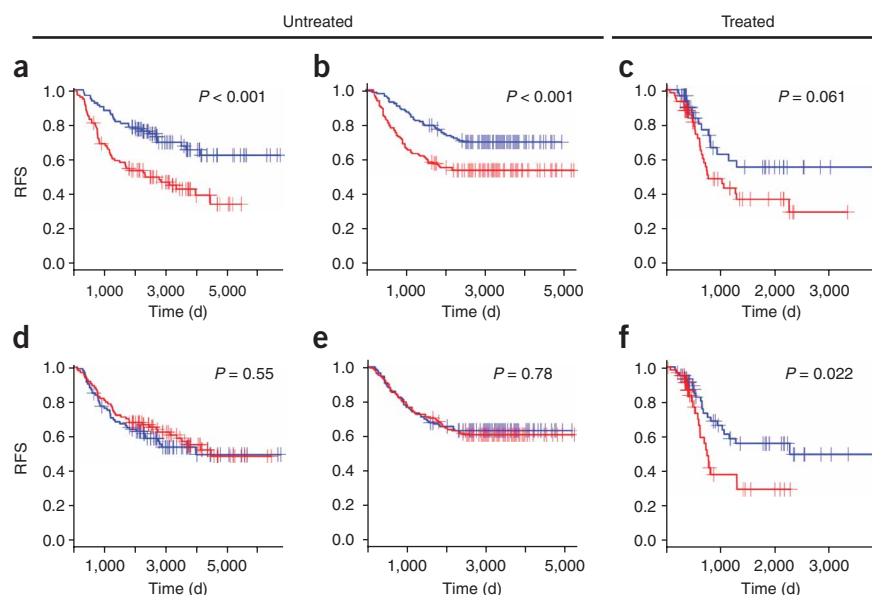 Untreated Treated
a b c
1.0 0.8 0.6 0.4 0.2 0.0
RFS
P < 0.001
1,000 3,000 5,000
Time (d)
1.0 0.8 0.6 0.4 0.2 0.0
P < 0.001
1,000 3,000 5,000
Time (d)
1.0 0.8 0.6 0.4 0.2 0.0
P = 0.061
1,000 2,000 3,000
Time (d)
d e f
1.0 0.8 0.6 0.4 0.2 0.0
RFS
P = 0.55
1,000 3,000 5,000
Time (d)
1.0 0.8 0.6 0.4 0.2 0.0
P = 0.78
1,000 3,000 5,000
Time (d)
1.0 0.8 0.6 0.4 0.2 0.0
P = 0.022
1,000 2,000 3,000
Time (d)